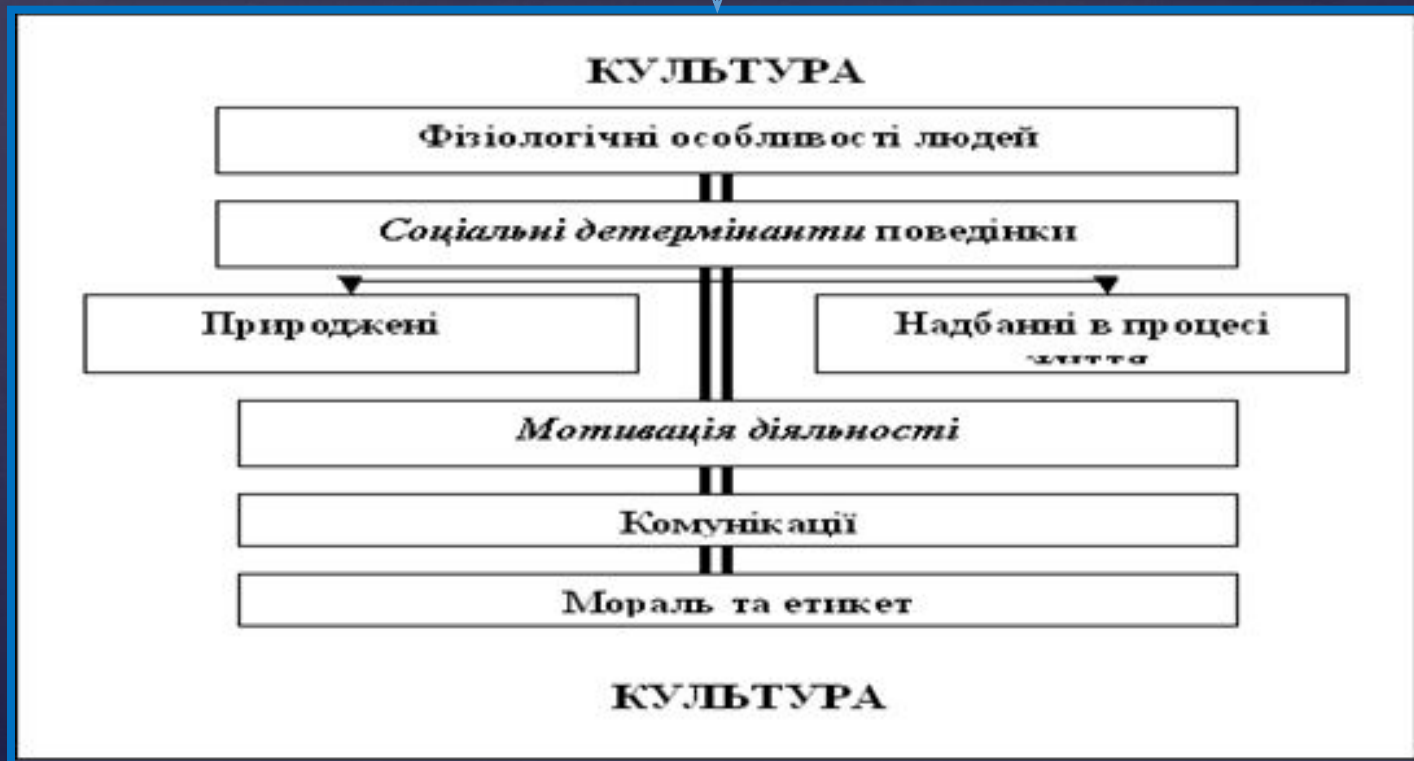 КУЛЬТУРА
Фізіологічні особливості людей
Соціальні детермінанти поведінки
Природжені
Надбанні в процесі
Мотивація діяльності
Комунікації
Мораль та етикет
КУЛЬТУРА